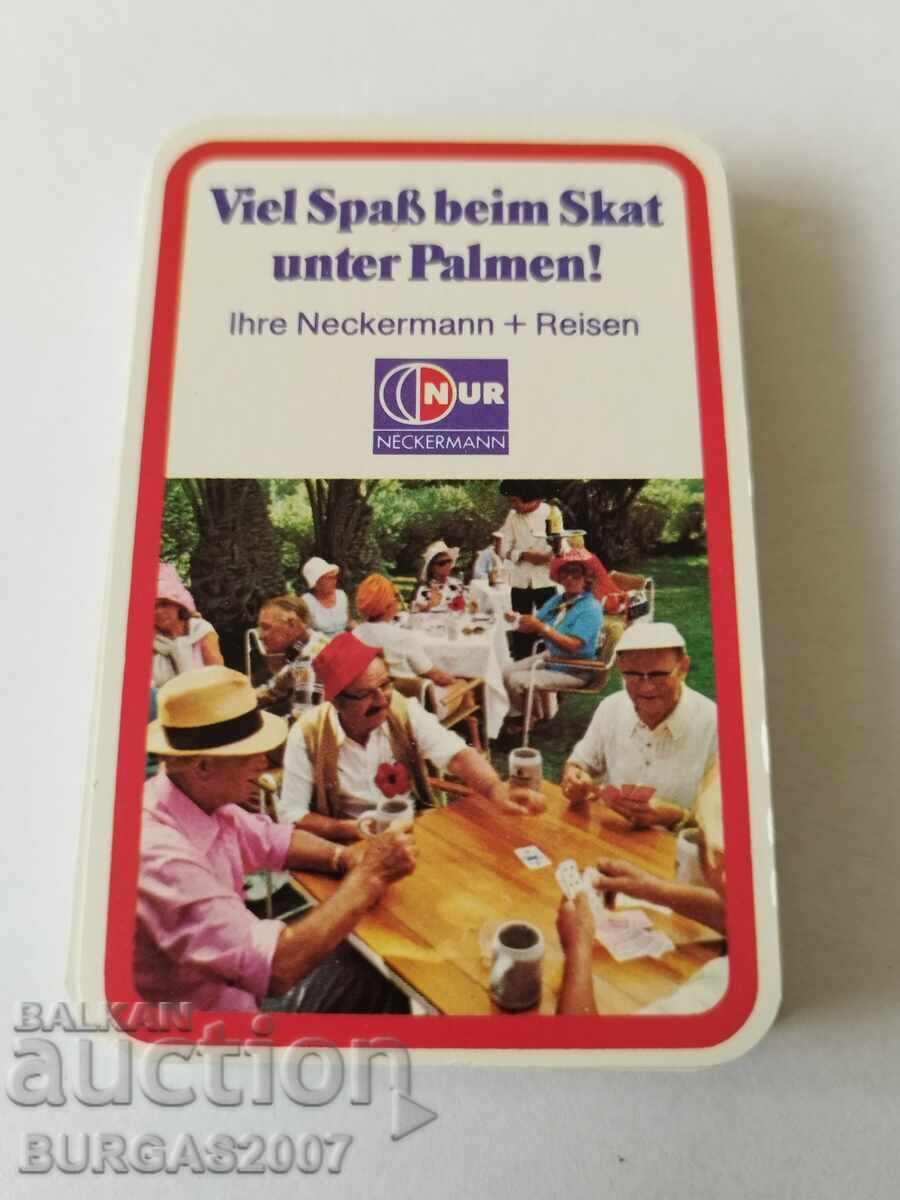 Viel Spaß beim Skat
unter Palmen!
Ihre Neckermann + Reisen
NUR
NECKERMANN
BALKAN
auction
BURGAS2007